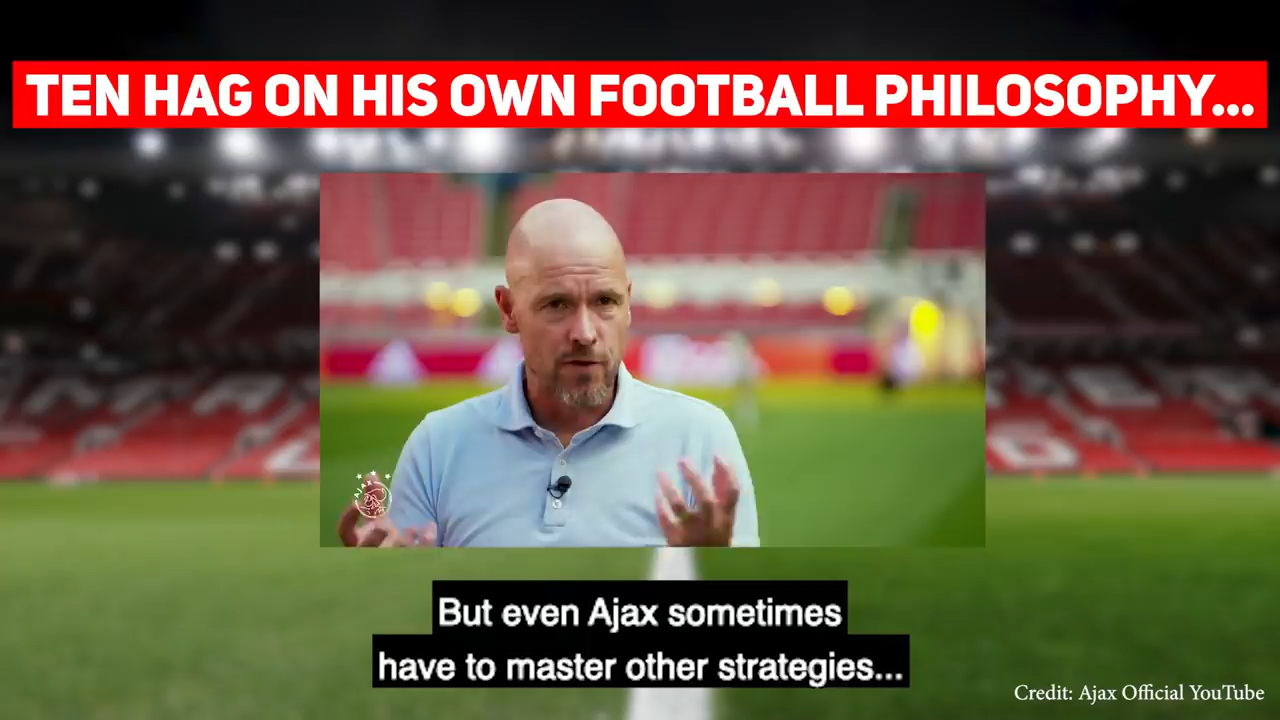 TEN HAG ON HIS OWN FOOTBALL PHILOSOPHY...
AJAX
But even Ajax sometimes
have to master other strategies...
Credit: Ajax Official YouTube